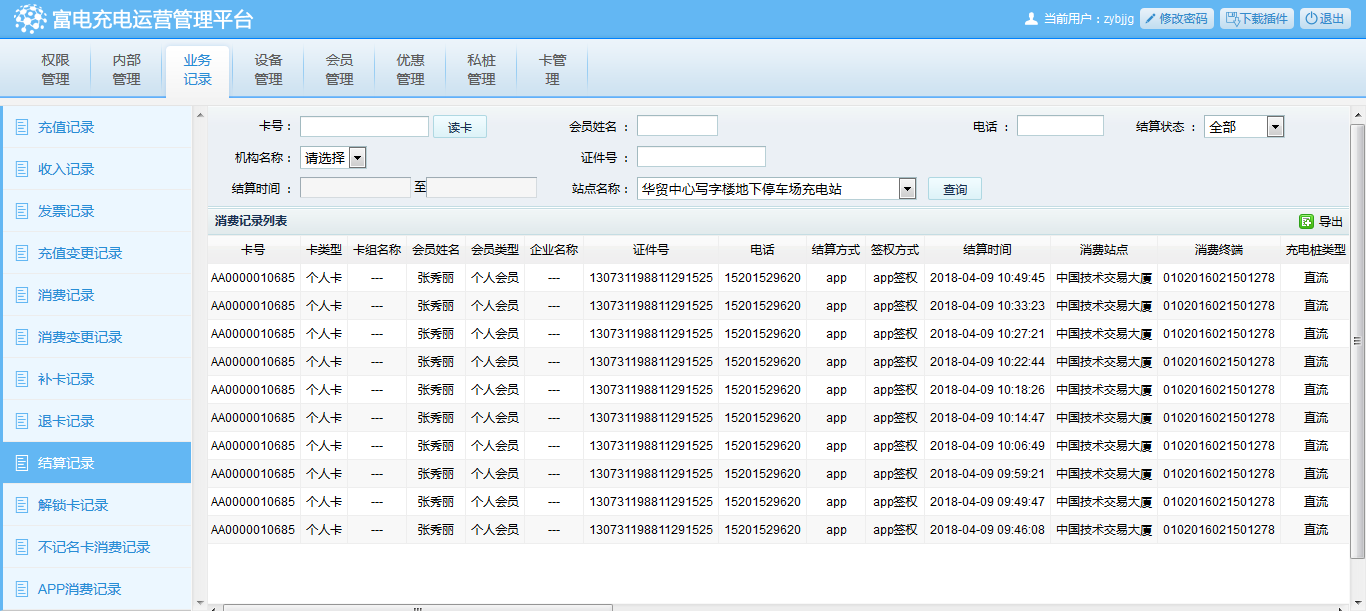 富电充电运营管理平台
当前用户：zybjjg 修改密码 下载插件 退出
权限管理 内部管理 业务记录 设备管理 会员管理 优惠管理 私桩管理 卡管理
充值记录
收入记录
发票记录
充值变更记录
消费记录
消费变更记录
补卡记录
退卡记录
结算记录
解锁卡记录
不记名卡消费记录
APP消费记录
卡号： 读卡 会员姓名： 电话： 结算状态： 全部
机构名称： 请选择 证件号：
结算时间： 至 站点名称： 华贸中心写字楼地下停车场充电站 查询
消费记录列表 导出
卡号 卡类型 卡组名称 会员姓名 会员类型 企业名称 证件号 电话 结算方式 签权方式 结算时间 消费站点 消费终端 充电桩类型
AA0000010685 个人卡 --- 张秀丽 个人会员 --- 130731198811291525 15201529620 app app签权 2018-04-09 10:49:45 中国技术交易大厦 0102016021501278 直流
AA0000010685 个人卡 --- 张秀丽 个人会员 --- 130731198811291525 15201529620 app app签权 2018-04-09 10:33:23 中国技术交易大厦 0102016021501278 直流
AA0000010685 个人卡 --- 张秀丽 个人会员 --- 130731198811291525 15201529620 app app签权 2018-04-09 10:27:21 中国技术交易大厦 0102016021501278 直流
AA0000010685 个人卡 --- 张秀丽 个人会员 --- 130731198811291525 15201529620 app app签权 2018-04-09 10:22:44 中国技术交易大厦 0102016021501278 直流
AA0000010685 个人卡 --- 张秀丽 个人会员 --- 130731198811291525 15201529620 app app签权 2018-04-09 10:18:26 中国技术交易大厦 0102016021501278 直流
AA0000010685 个人卡 --- 张秀丽 个人会员 --- 130731198811291525 15201529620 app app签权 2018-04-09 10:14:47 中国技术交易大厦 0102016021501278 直流
AA0000010685 个人卡 --- 张秀丽 个人会员 --- 130731198811291525 15201529620 app app签权 2018-04-09 10:06:49 中国技术交易大厦 0102016021501278 直流
AA0000010685 个人卡 --- 张秀丽 个人会员 --- 130731198811291525 15201529620 app app签权 2018-04-09 09:59:21 中国技术交易大厦 0102016021501278 直流
AA0000010685 个人卡 --- 张秀丽 个人会员 --- 130731198811291525 15201529620 app app签权 2018-04-09 09:49:47 中国技术交易大厦 0102016021501278 直流
AA0000010685 个人卡 --- 张秀丽 个人会员 --- 130731198811291525 15201529620 app app签权 2018-04-09 09:46:08 中国技术交易大厦 0102016021501278 直流